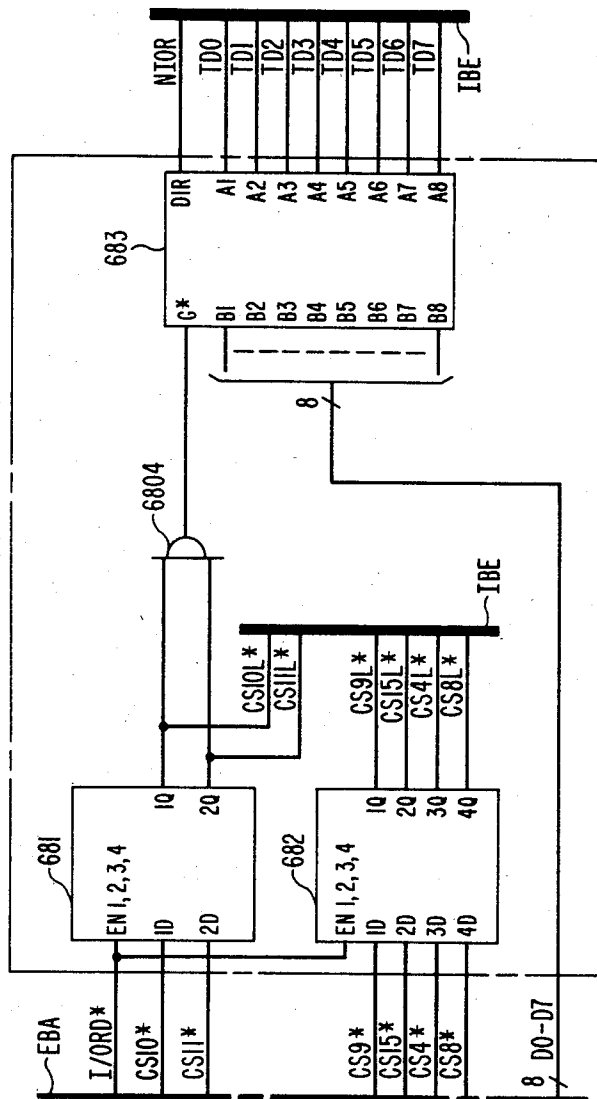 EBA
I/ORD*
CS10*
CS11*
681
EN 1,2,3,4
1D
2D
1Q
2Q
CS10L*
CS11L*
6804
683
G*
B1
B2
B3
B4
B5
B6
B7
B8
DIR
A1
A2
A3
A4
A5
A6
A7
A8
NIOR
TD0
TD1
TD2
TD3
TD4
TD5
TD6
TD7
IBE
8
682
EN 1,2,3,4
1D
2D
3D
4D
1Q
2Q
3Q
4Q
CS9*
CS15*
CS4*
CS8*
CS9L*
CS15L*
CS4L*
CS8L*
IBE
8 D0-D7